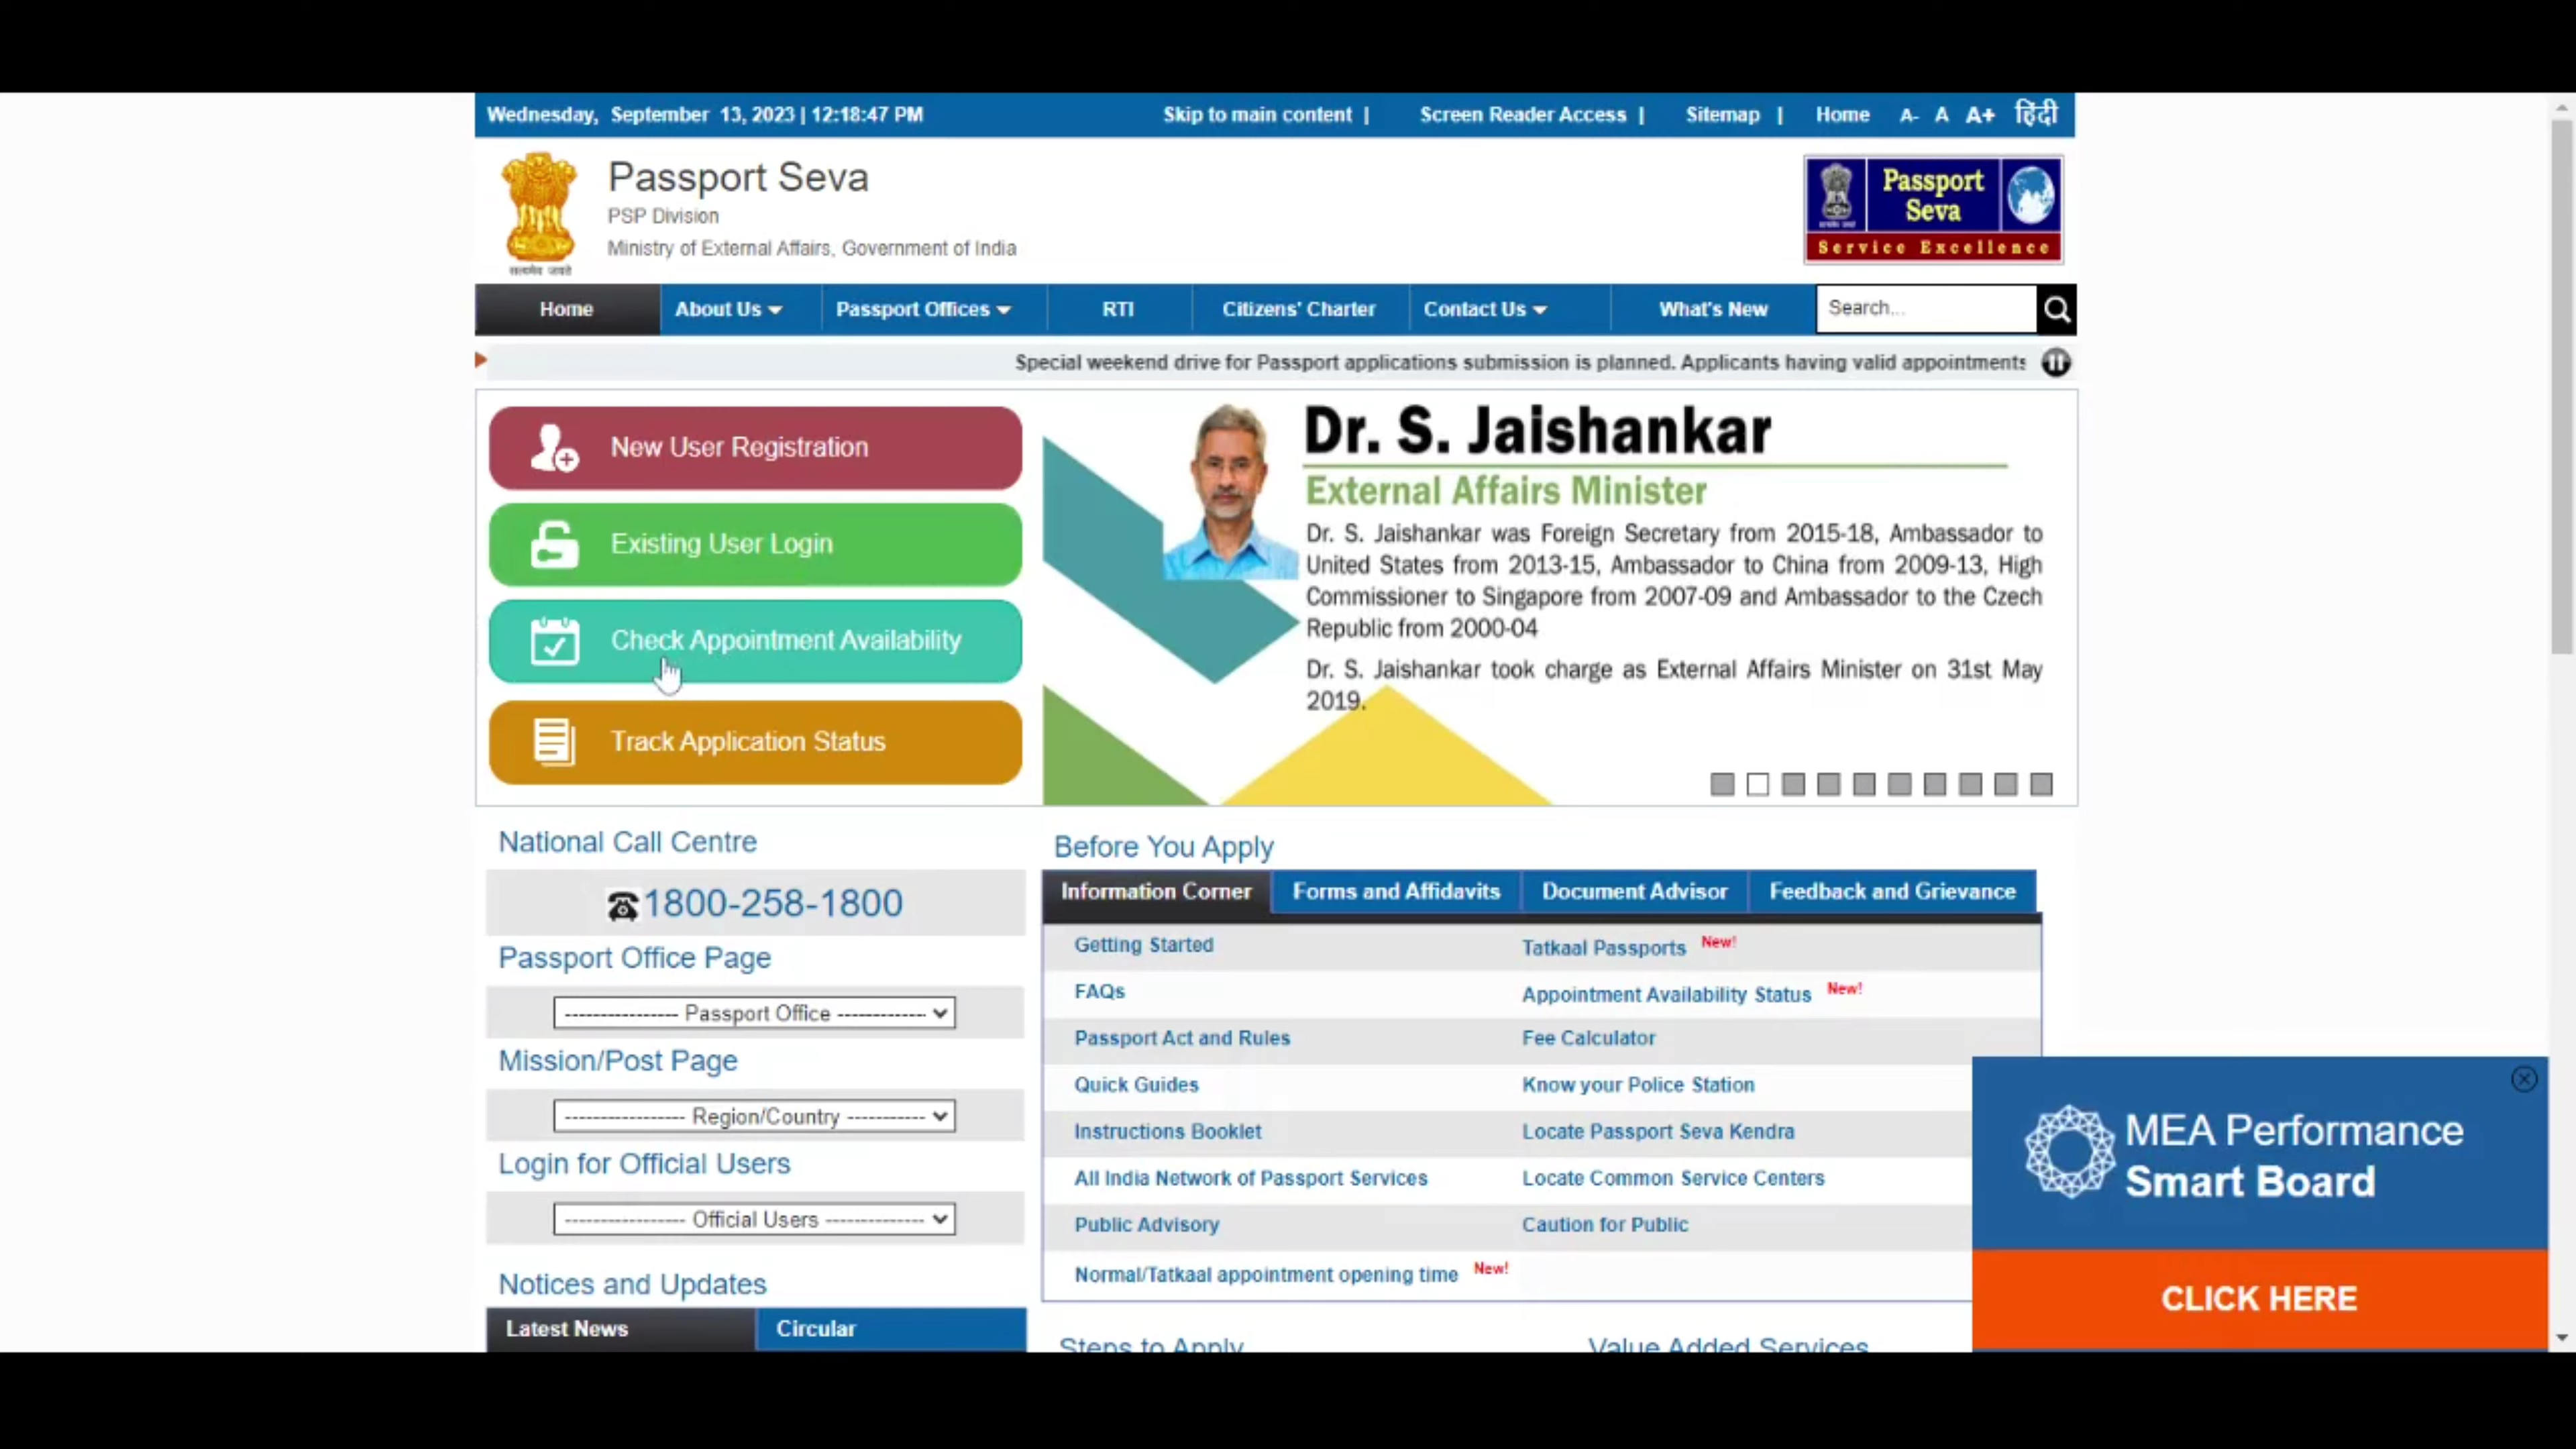 Wednesday, September 13, 2023 | 12:18:47 PM
Skip to main content | Screen Reader Access | Sitemap | Home A- A A+ हिंदी
Passport Seva
PSP Division
Ministry of External Affairs, Government of India
सत्यमेव जयते
Passport
Seva
Service Excellence
Home About Us Passport Offices RTI Citizens' Charter Contact Us What's New Search...
Special weekend drive for Passport applications submission is planned. Applicants having valid appointments
New User Registration
Existing User Login
Check Appointment Availability
Track Application Status
Dr. S. Jaishankar
External Affairs Minister
Dr. S. Jaishankar was Foreign Secretary from 2015-18, Ambassador to
United States from 2013-15, Ambassador to China from 2009-13, High
Commissioner to Singapore from 2007-09 and Ambassador to the Czech
Republic from 2000-04
Dr. S. Jaishankar took charge as External Affairs Minister on 31st May
2019.
National Call Centre
1800-258-1800
Passport Office Page
---------------- Passport Office -------------
Mission/Post Page
----------------- Region/Country -----------
Login for Official Users
----------------- Official Users --------------
Notices and Updates
Latest News Circular
Before You Apply
Information Corner Forms and Affidavits Document Advisor Feedback and Grievance
Getting Started Tatkaal Passports New!
FAQs Appointment Availability Status New!
Passport Act and Rules Fee Calculator
Quick Guides Know your Police Station
Instructions Booklet Locate Passport Seva Kendra
All India Network of Passport Services Locate Common Service Centers
Public Advisory Caution for Public
Normal/Tatkaal appointment opening time New!
Steps to Apply Value Added Services
MEA Performance
Smart Board
CLICK HERE